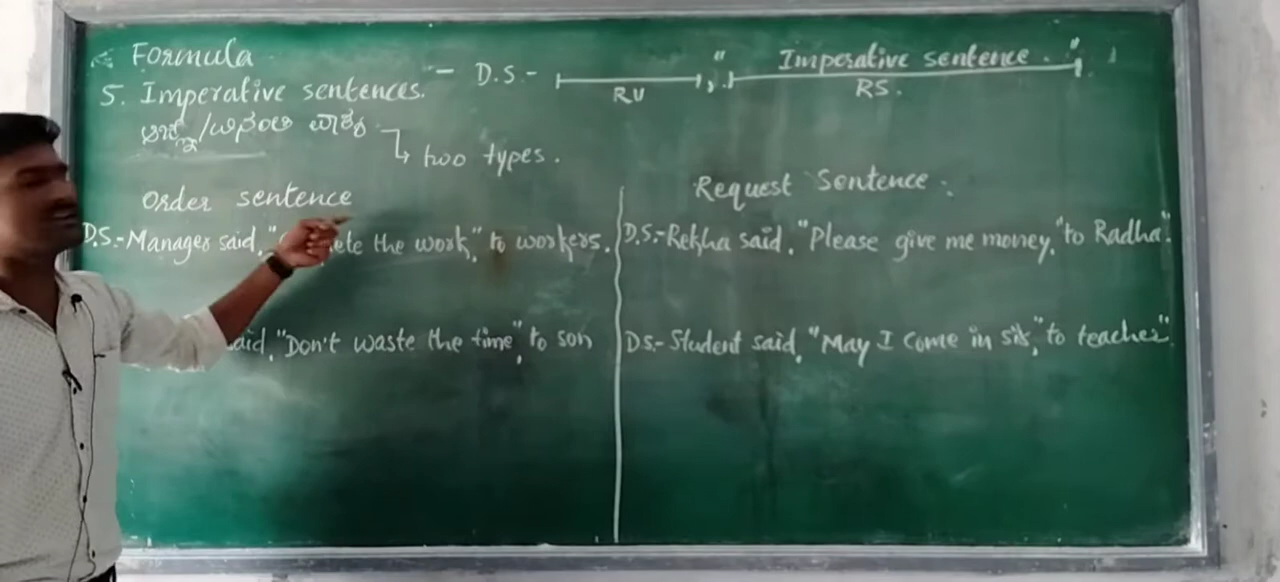 Formula
5. Imperative sentences. - D.S.- RV , " Imperative sentence . " RS .
ಆಜ್ಞೆ /ವಿನಂತಿ ವಾಕ್ಯ
two types .
Order sentence
D.S.-Manager said, " the work," to workers.
said, "Don't waste the time", to son
Request Sentence :
D.S.-Rekha said, "Please give me money," to Radha".
DS.- Student said, "May I come in sir," to teacher".